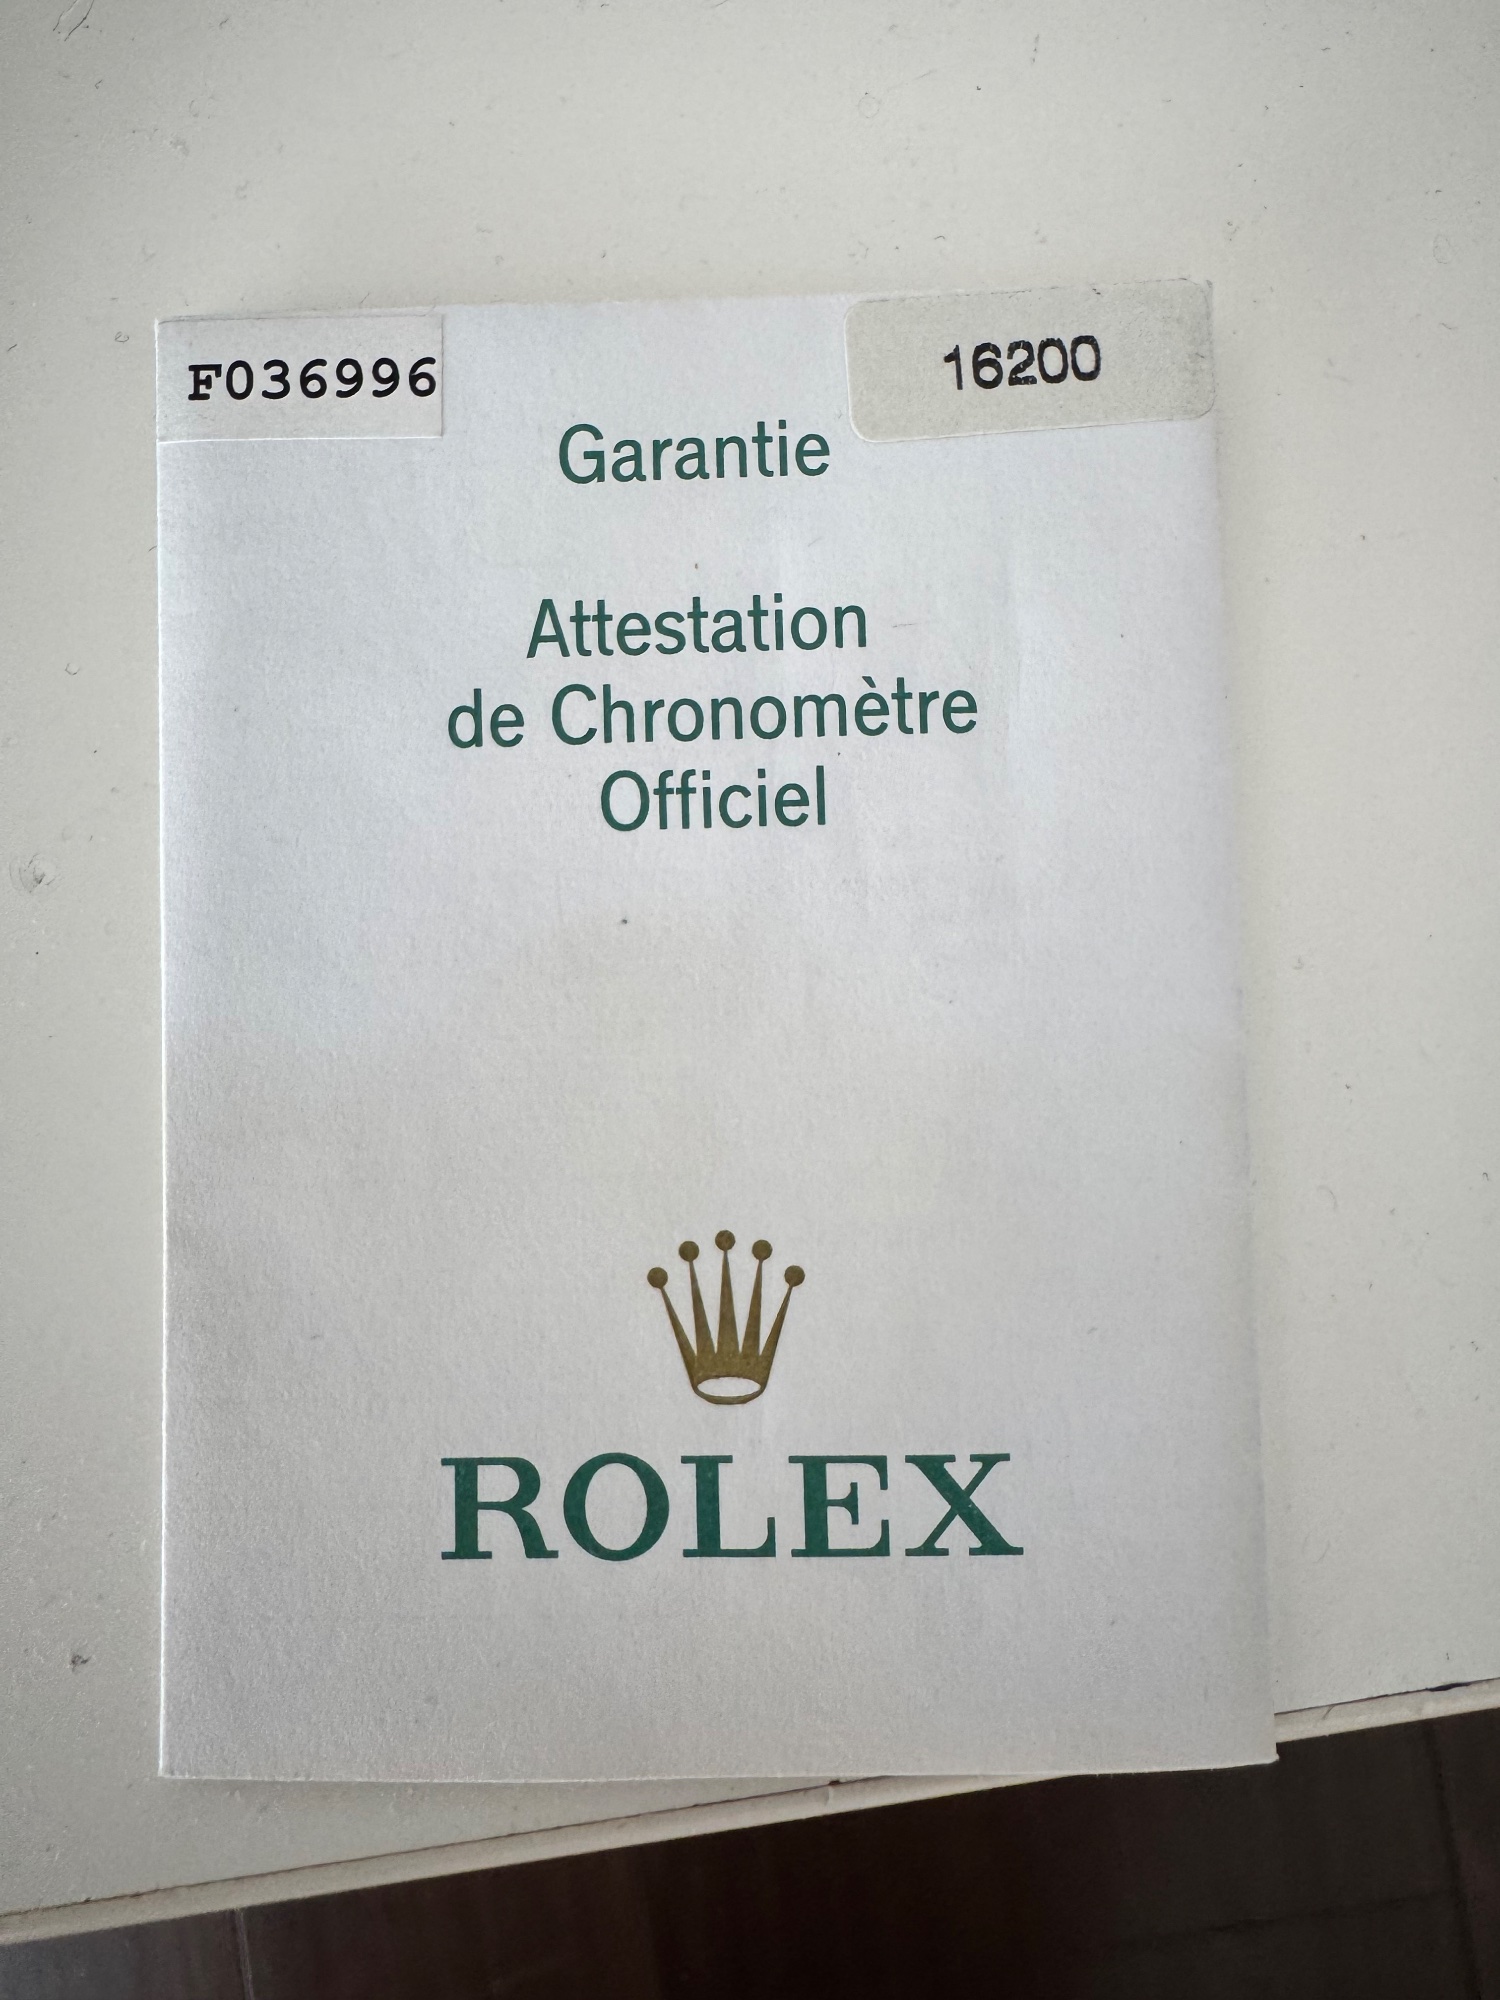 F036996
16200
Garantie
Attestation
de Chronomètre
Officiel
ROLEX